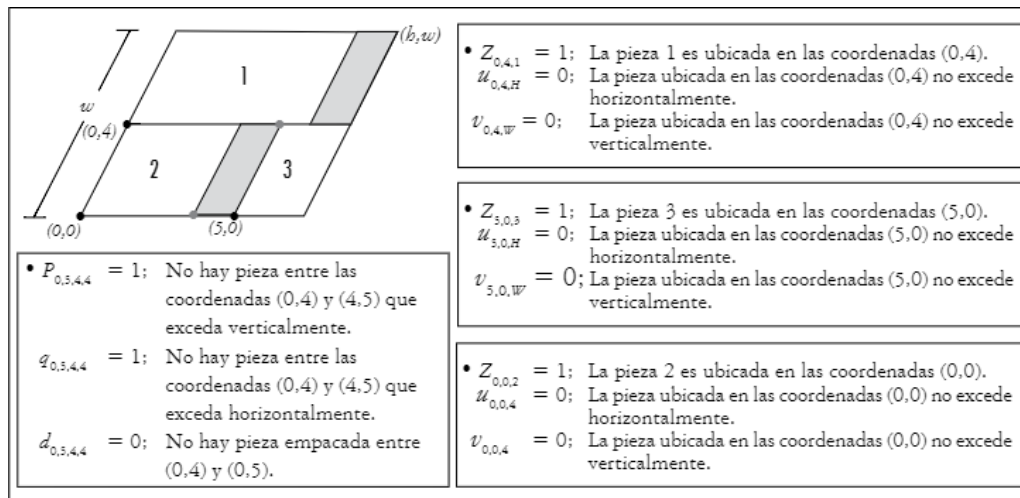 (h,w)
1
w
(0,4)
2
3
(0,0)
(5,0)
• P0,5,4,4 = 1; No hay pieza entre las
coordenadas (0,4) y (4,5) que
exceda verticalmente.
q0,5,4,4 = 1; No hay pieza entre las
coordenadas (0,4) y (4,5) que
exceda horizontalmente.
d0,5,4,4 = 0; No hay pieza empacada entre
(0,4) y (0,5).
• Z0,4,1 = 1; La pieza 1 es ubicada en las coordenadas (0,4).
u0,4,H = 0; La pieza ubicada en las coordenadas (0,4) no excede
horizontalmente.
v0,4,W = 0; La pieza ubicada en las coordenadas (0,4) no excede
verticalmente.
• Z5,0,3 = 1; La pieza 3 es ubicada en las coordenadas (5,0).
u5,0,H = 0; La pieza ubicada en las coordenadas (5,0) no excede
horizontalmente.
v5,0,W = 0; La pieza ubicada en las coordenadas (5,0) no excede
verticalmente.
• Z0,0,2 = 1; La pieza 2 es ubicada en las coordenadas (0,0).
u0,0,4 = 0; La pieza ubicada en las coordenadas (0,0) no excede
horizontalmente.
v0,0,4 = 0; La pieza ubicada en las coordenadas (0,0) no excede
verticalmente.